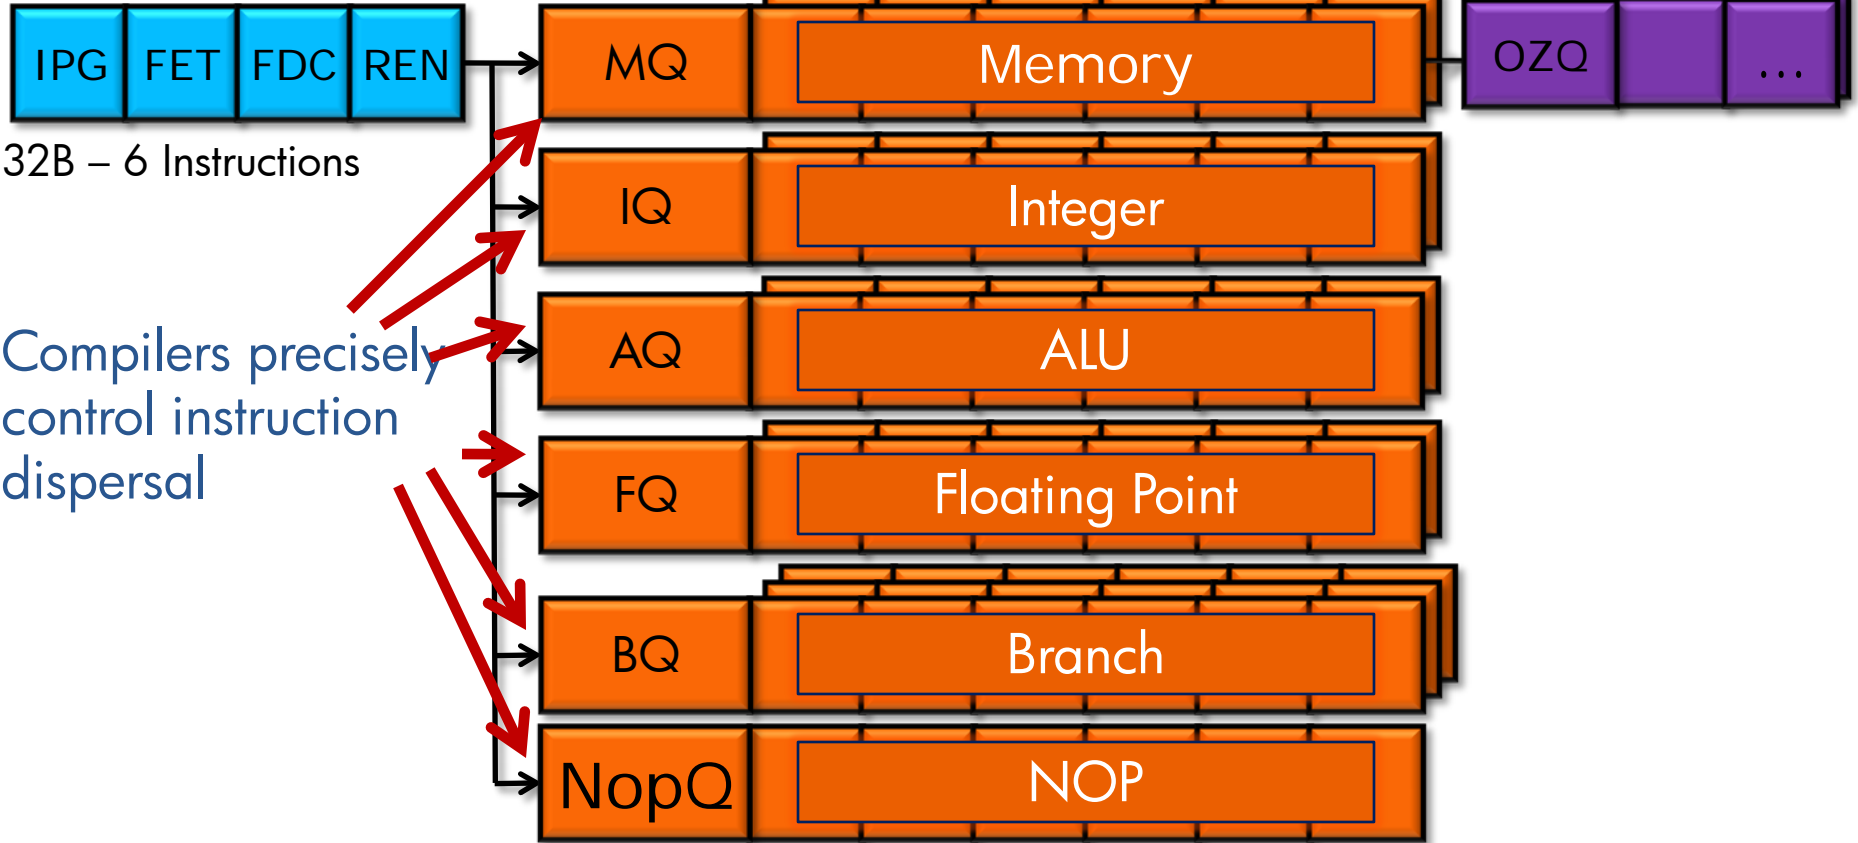 IPG FET FDC REN
MQ Memory
OZQ ...
32B – 6 Instructions
IQ Integer
Compilers precisely
control instruction
dispersal
AQ ALU
FQ Floating Point
BQ Branch
NopQ NOP